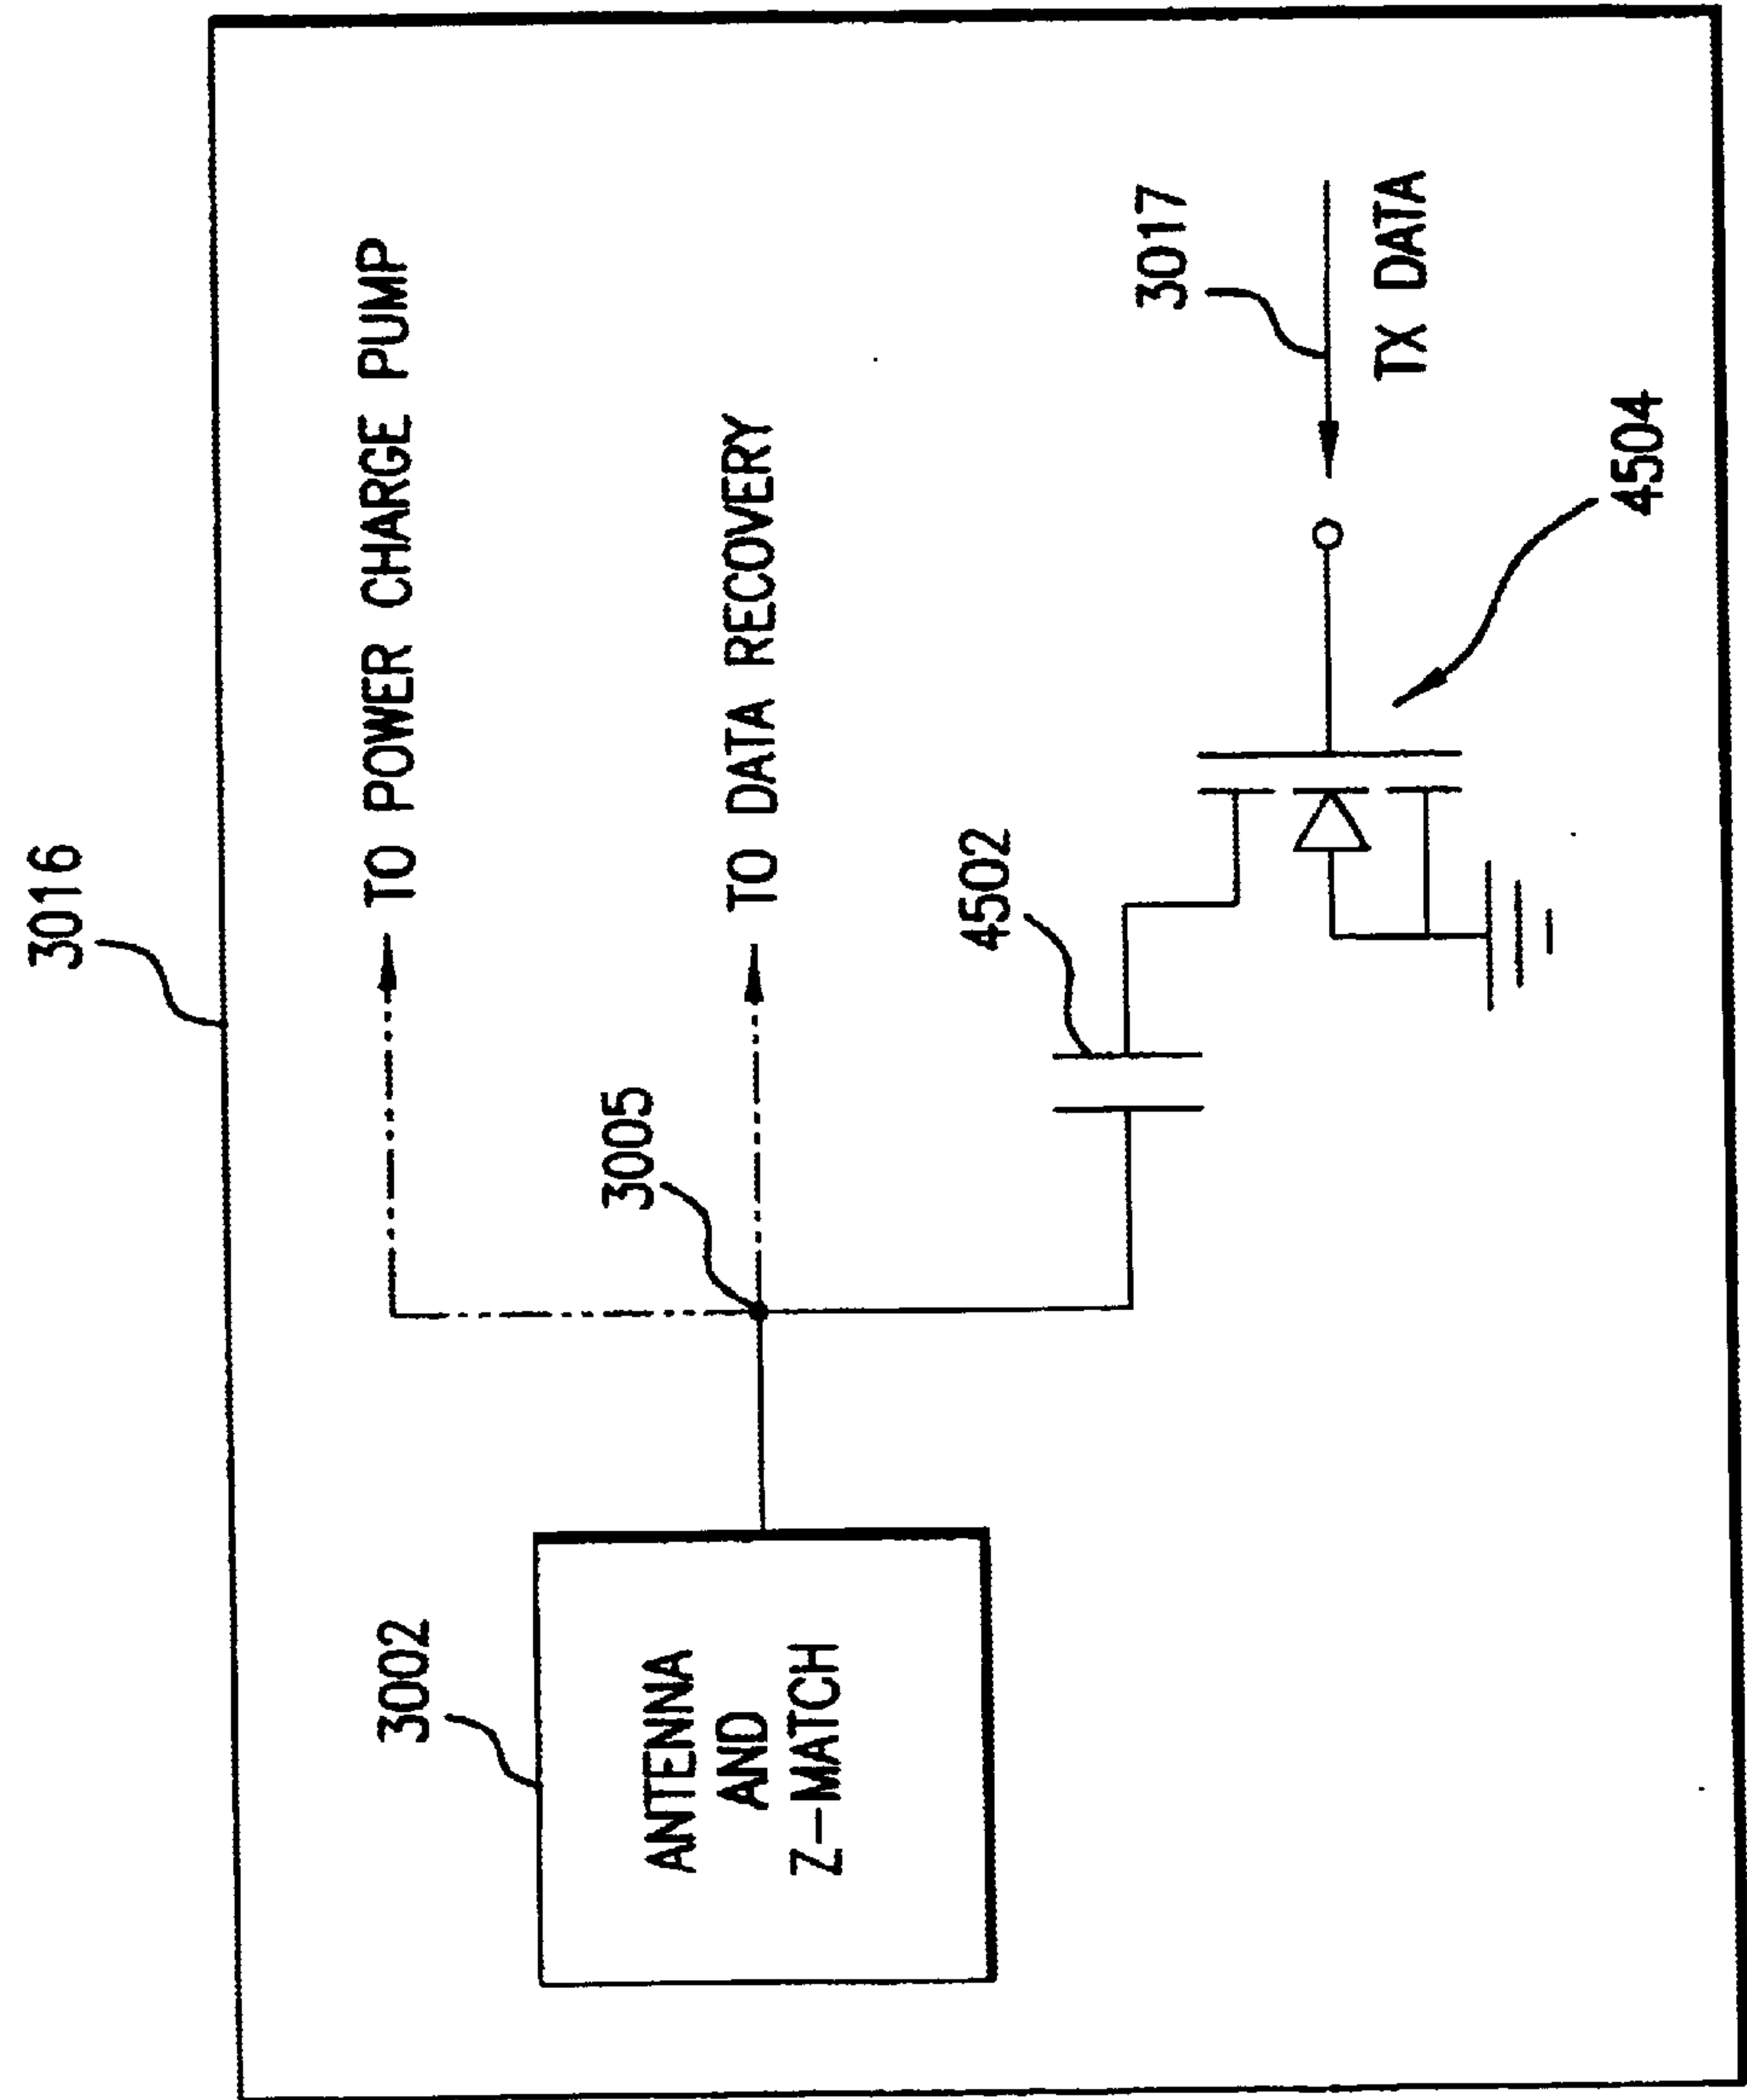 3016
TO POWER CHARGE PUMP
3005
TO DATA RECOVERY
3002
ANTENNA
AND
Z-MATCH
4502
3017
TX DATA
4504